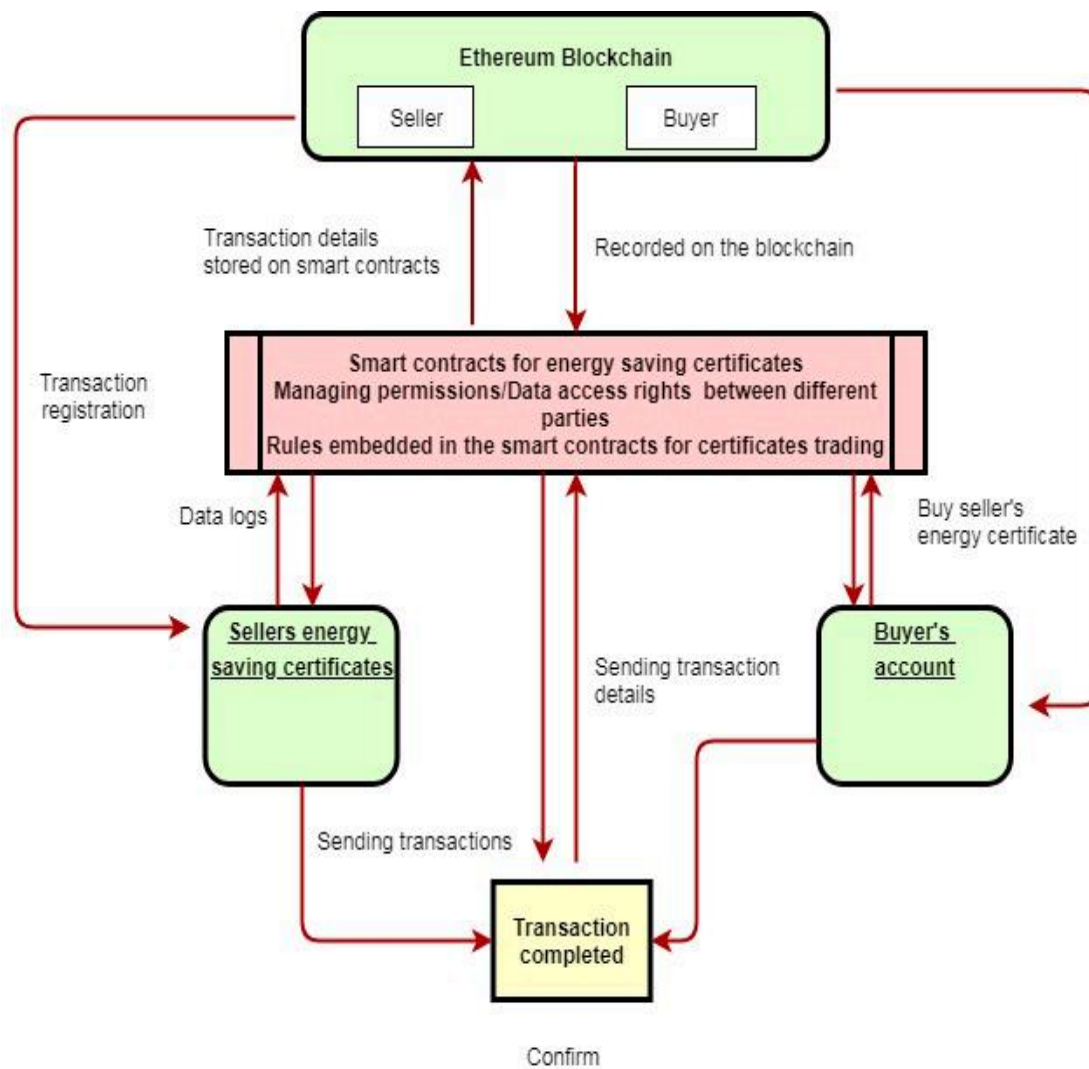 Ethereum Blockchain
Seller
Buyer
Transaction details
stored on smart contracts
Recorded on the blockchain
Transaction
registration
Smart contracts for energy saving certificates
Managing permissions/Data access rights between different
parties
Rules embedded in the smart contracts for certificates trading
Data logs
Buy seller's
energy certificate
Sellers energy
saving certificates
Buyer's
account
Sending transaction
details
Sending transactions
Transaction
completed
Confirm